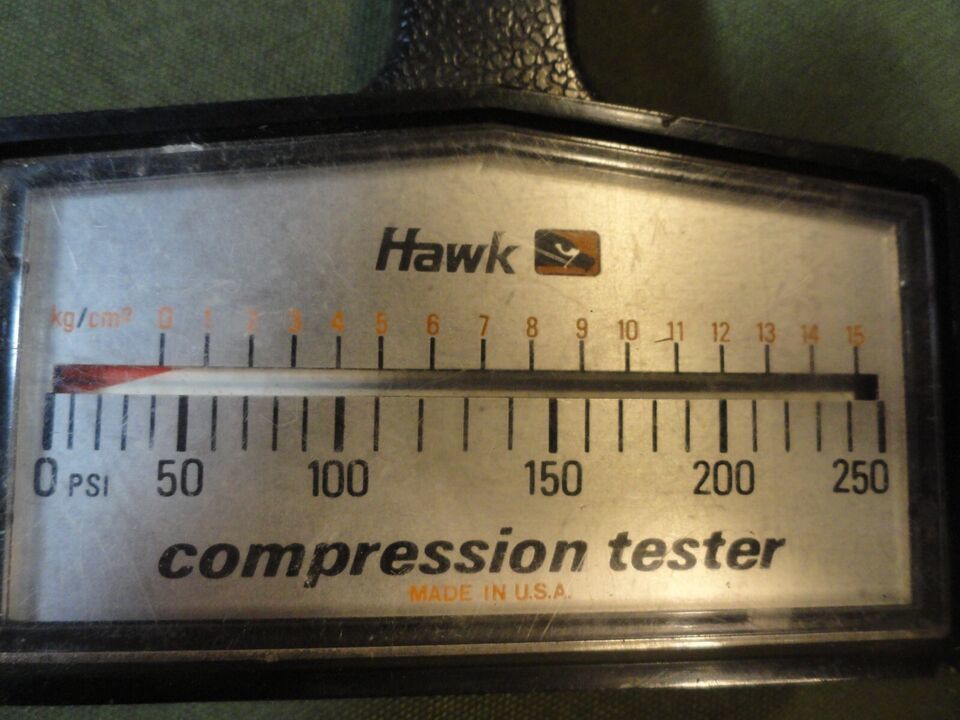 Hawk
kg/cm² 0 1 2 3 4 5 6 7 8 9 10 11 12 13 14 15
0 PSI 50 100 150 200 250
compression tester
MADE IN U.S.A.